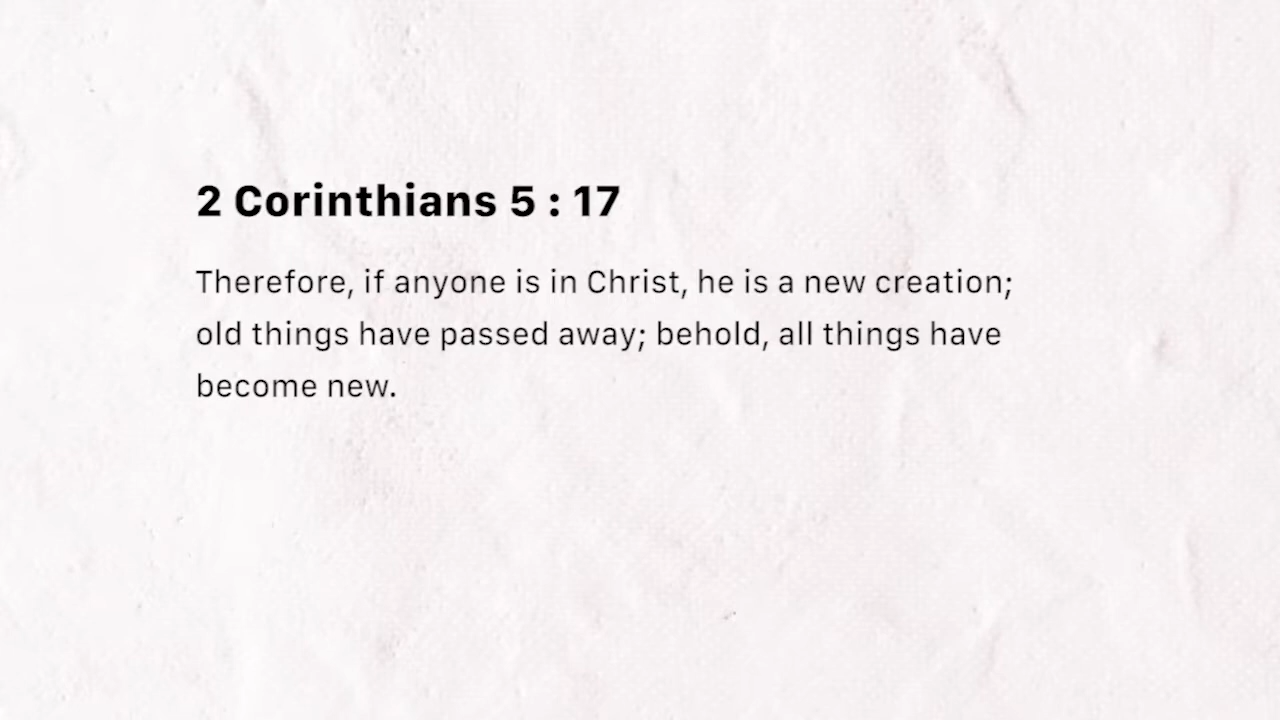 2 Corinthians 5 : 17
Therefore, if anyone is in Christ, he is a new creation;
old things have passed away; behold, all things have
become new.